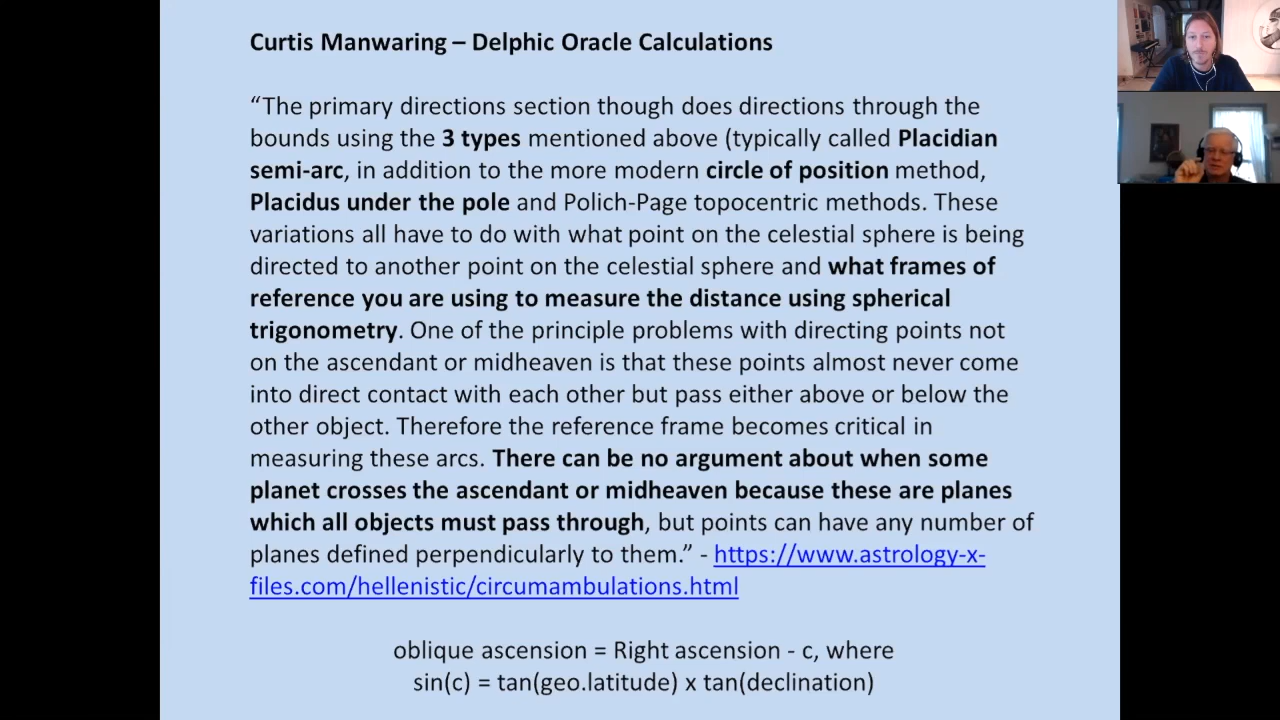 Curtis Manwaring – Delphic Oracle Calculations
“The primary directions section though does directions through the
bounds using the 3 types mentioned above (typically called Placidian
semi-arc, in addition to the more modern circle of position method,
Placidus under the pole and Polich-Page topocentric methods. These
variations all have to do with what point on the celestial sphere is being
directed to another point on the celestial sphere and what frames of
reference you are using to measure the distance using spherical
trigonometry. One of the principle problems with directing points not
on the ascendant or midheaven is that these points almost never come
into direct contact with each other but pass either above or below the
other object. Therefore the reference frame becomes critical in
measuring these arcs. There can be no argument about when some
planet crosses the ascendant or midheaven because these are planes
which all objects must pass through, but points can have any number of
planes defined perpendicularly to them.” - https://www.astrology-x-
files.com/hellenistic/circumambulations.html
oblique ascension = Right ascension - c, where
sin(c) = tan(geo.latitude) x tan(declination)